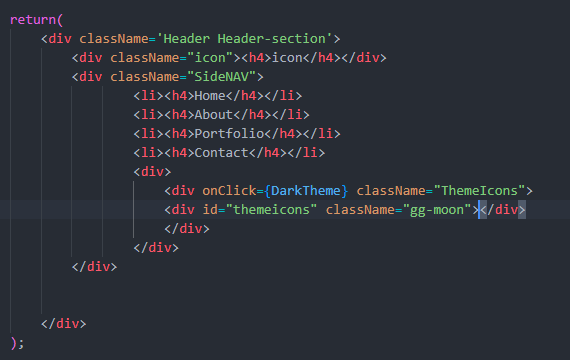 return(
<div className='Header Header-section'>
<div className="icon"><h4>icon</h4></div>
<div className="SideNAV">
<li><h4>Home</h4></li>
<li><h4>About</h4></li>
<li><h4>Portfolio</h4></li>
<li><h4>Contact</h4></li>
<div>
<div onClick={DarkTheme} className="ThemeIcons">
<div id="themeicons" className="gg-moon"></div>
</div>
</div>
</div>
</div>
);